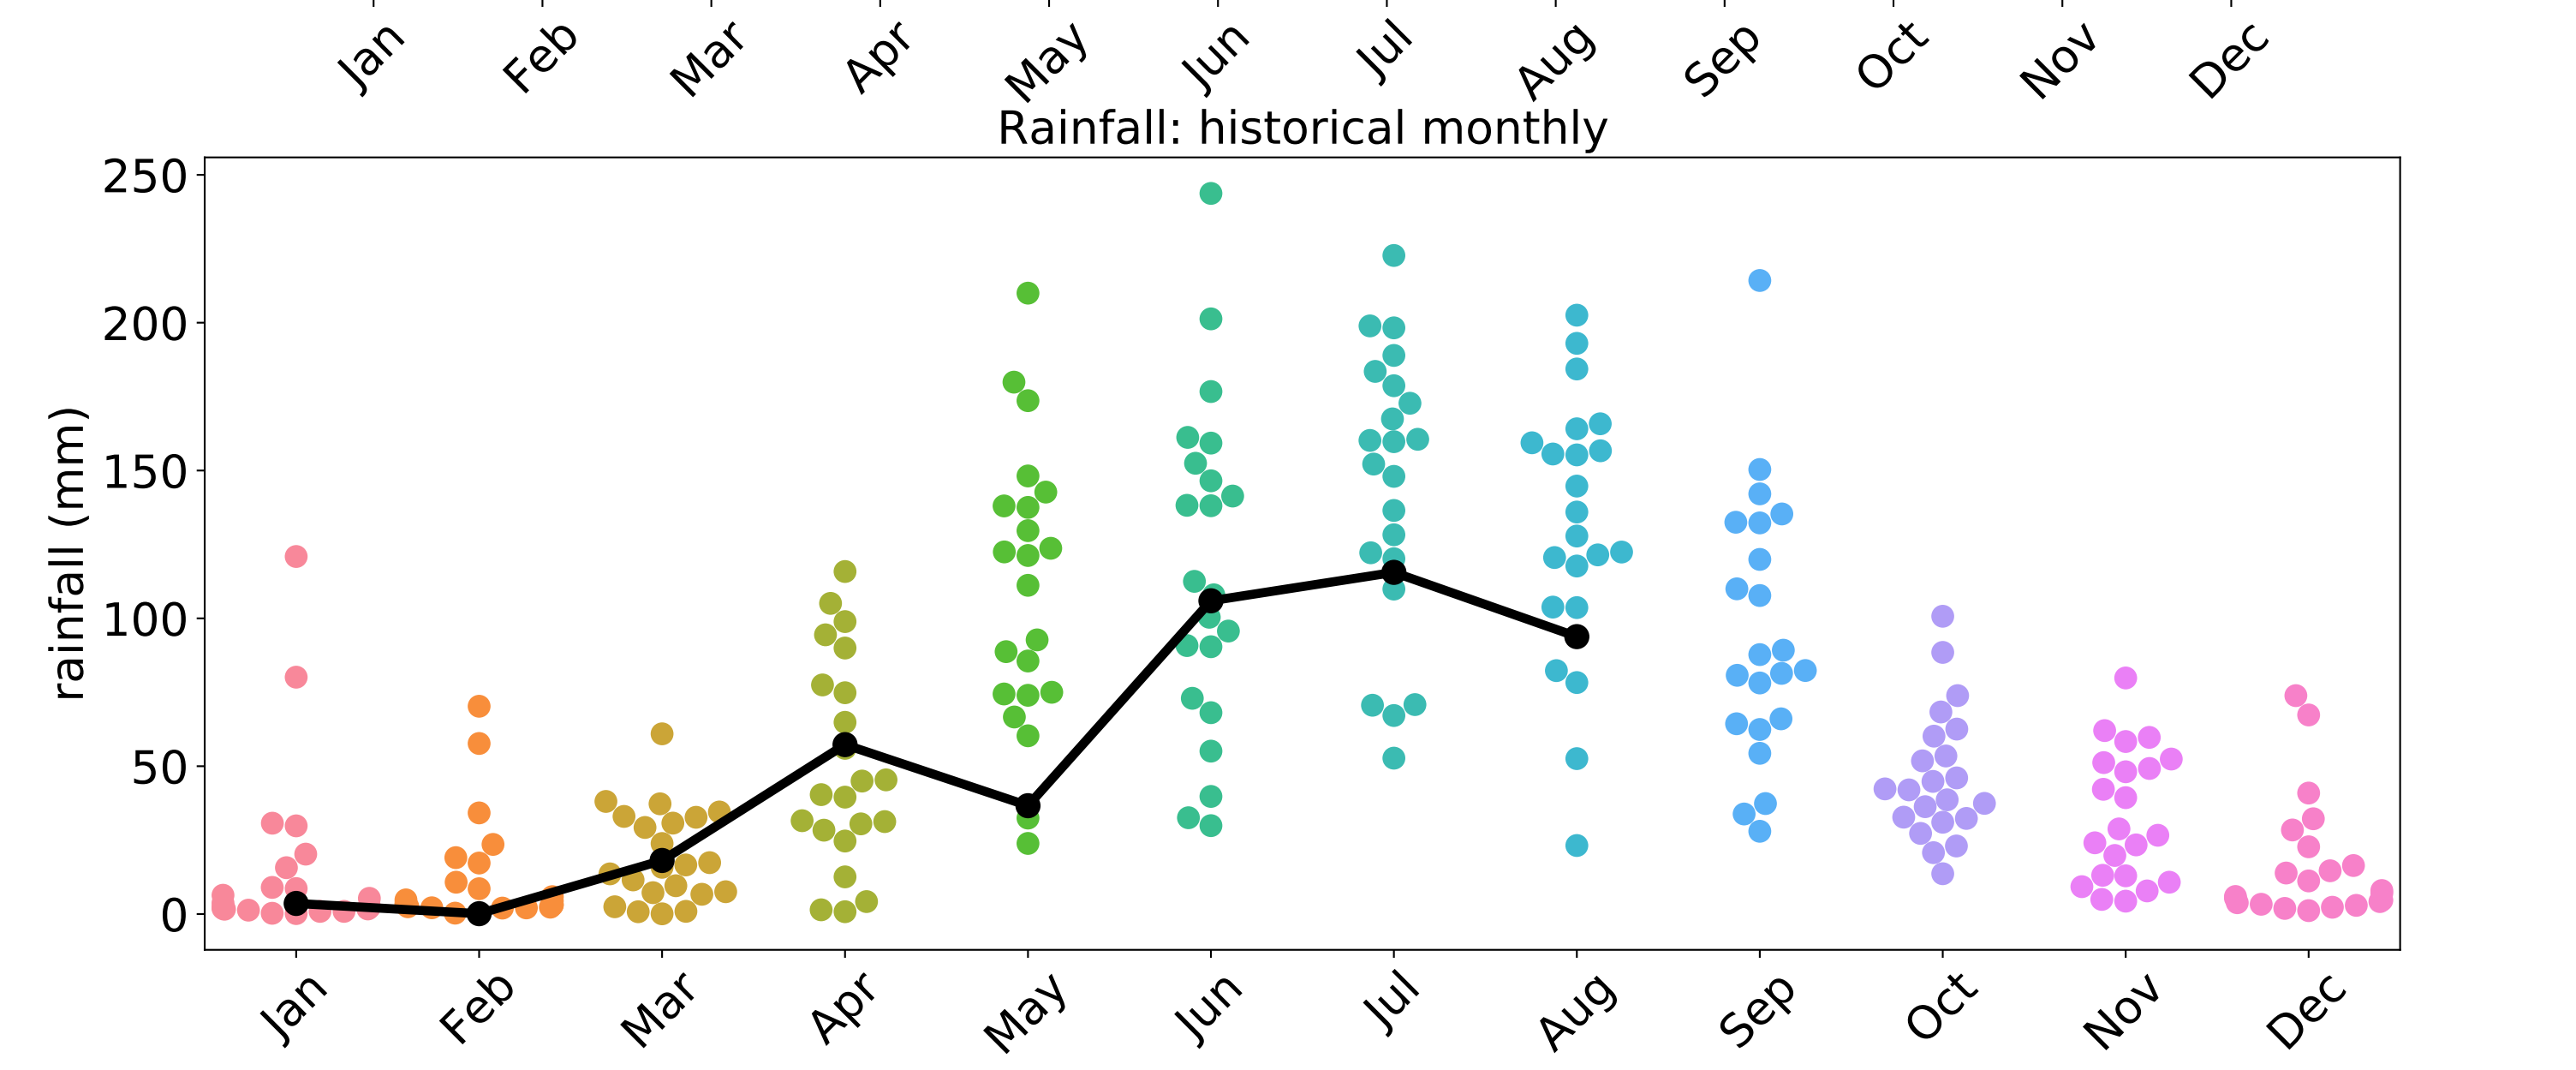 Jan Feb Mar Apr May Jun Jul Aug Sep Oct Nov Dec
Rainfall: historical monthly
250
200
150
100
50
0
rainfall (mm)
Jan Feb Mar Apr May Jun Jul Aug Sep Oct Nov Dec